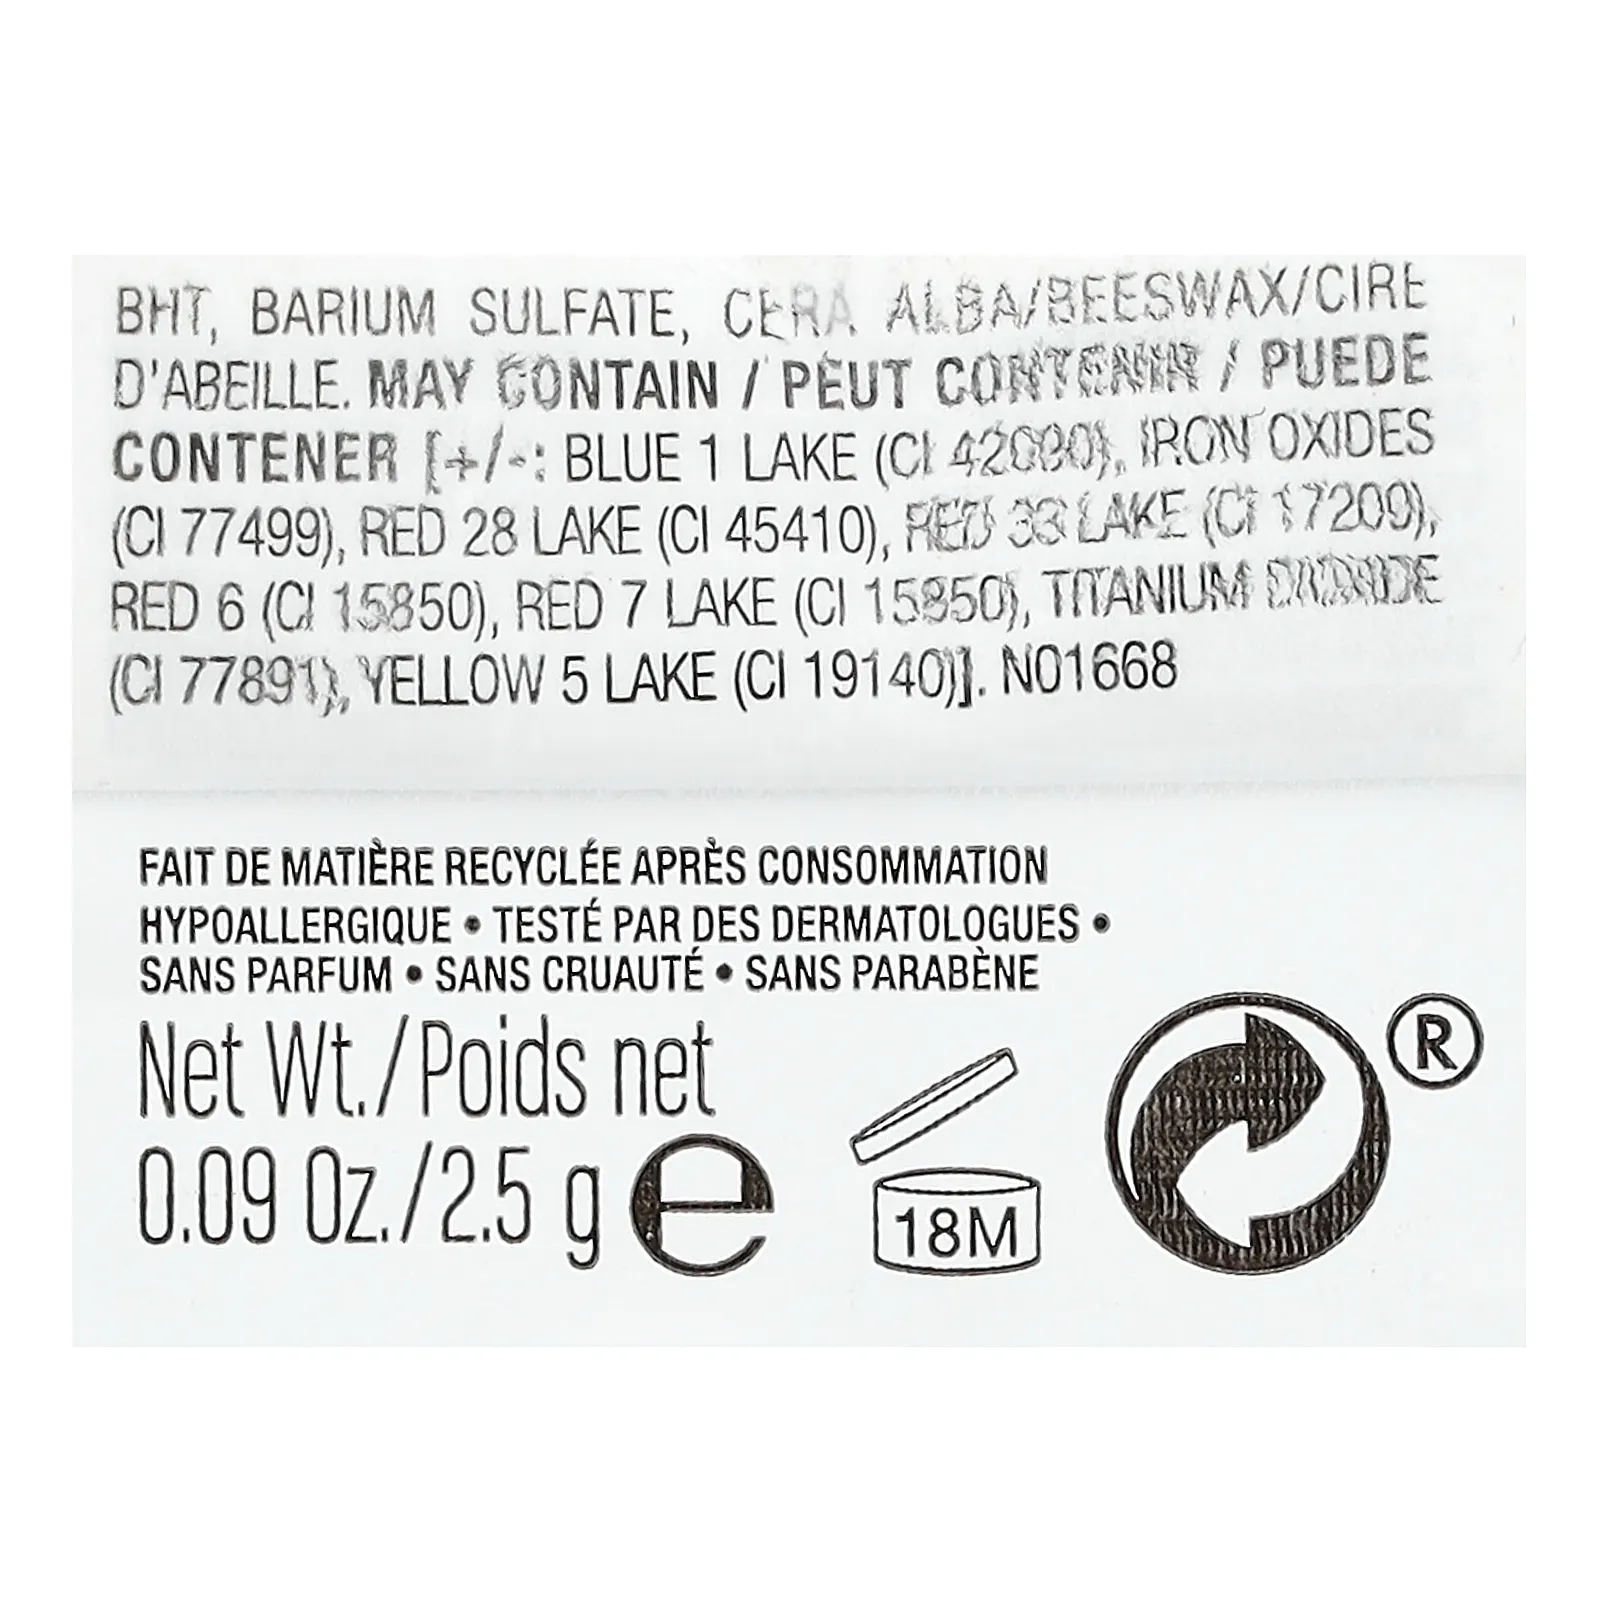 BHT, BARIUM SULFATE, CERA ALBA/BEESWAX/CIRE
D'ABEILLE. MAY CONTAIN / PEUT CONTENIR / PUEDE
CONTENER [+/-: BLUE 1 LAKE (CI 42090), IRON OXIDES
(CI 77499), RED 28 LAKE (CI 45410), RED 33 LAKE (CI 17200),
RED 6 (CI 15850), RED 7 LAKE (CI 15850), TITANIUM DIOXIDE
(CI 77891), YELLOW 5 LAKE (CI 19140)]. N01668
FAIT DE MATIÈRE RECYCLÉE APRÈS CONSOMMATION
HYPOALLERGIQUE • TESTÉ PAR DES DERMATOLOGUES •
SANS PARFUM • SANS CRUAUTÉ • SANS PARABÈNE
Net Wt./Poids net
0.09 Oz./2.5 g e
18M
®